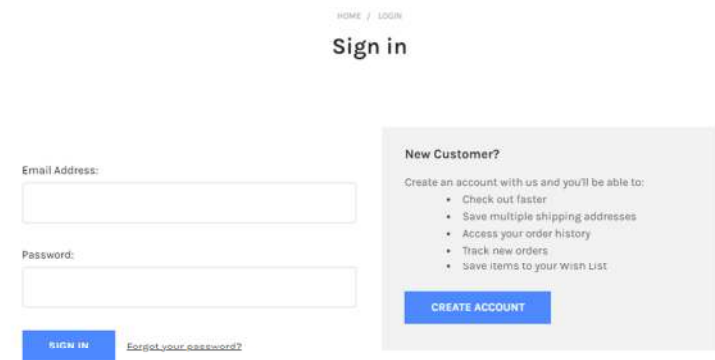 HOME / LOGIN
Sign in
Email Address:
Password:
SIGN IN Forgot your password?
New Customer?
Create an account with us and you'll be able to:
• Check out faster
• Save multiple shipping addresses
• Access your order history
• Track new orders
• Save items to your Wish List
CREATE ACCOUNT